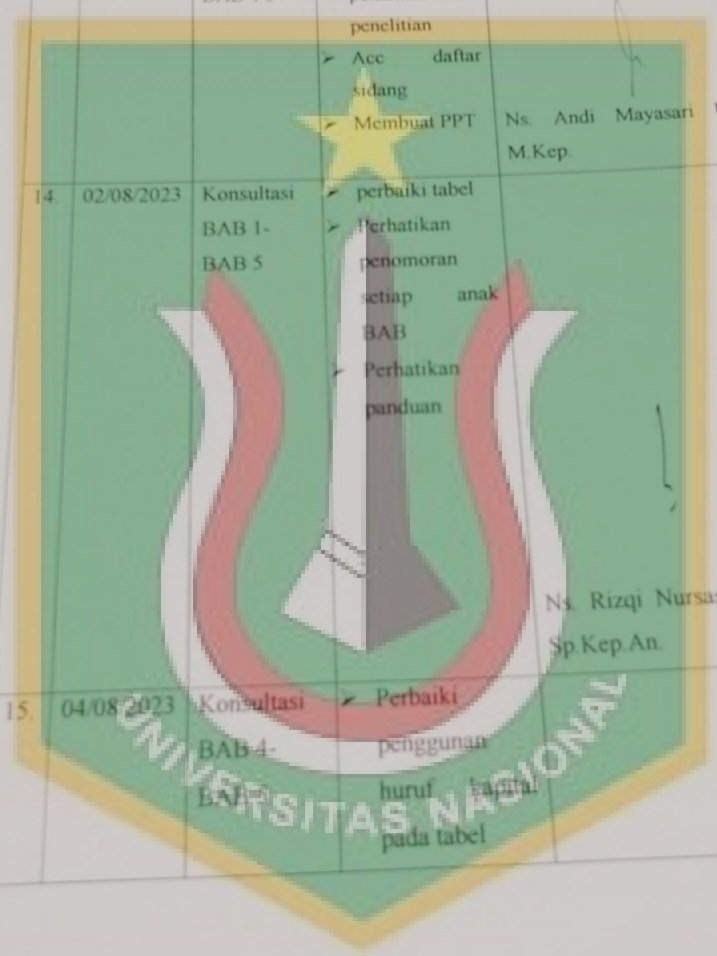 penelitian
➢ Acc daftar
sidang
➢ Membuat PPT
Ns. Andi Mayasari
M.Kep.
14. 02/08/2023 Konsultasi
BAB 1-
BAB 5
➢ perbaiki tabel
➢ Perhatikan
penomoran
setiap anak
BAB
➢ Perhatikan
panduan
Ns. Rizqi
Sp.Kep.An.
15. 04/08/2023 Konsultasi
BAB 4-
BAB
➢ Perbaiki
penggunan
huruf kapital
pada tabel
UNIVERSITAS NASIONAL